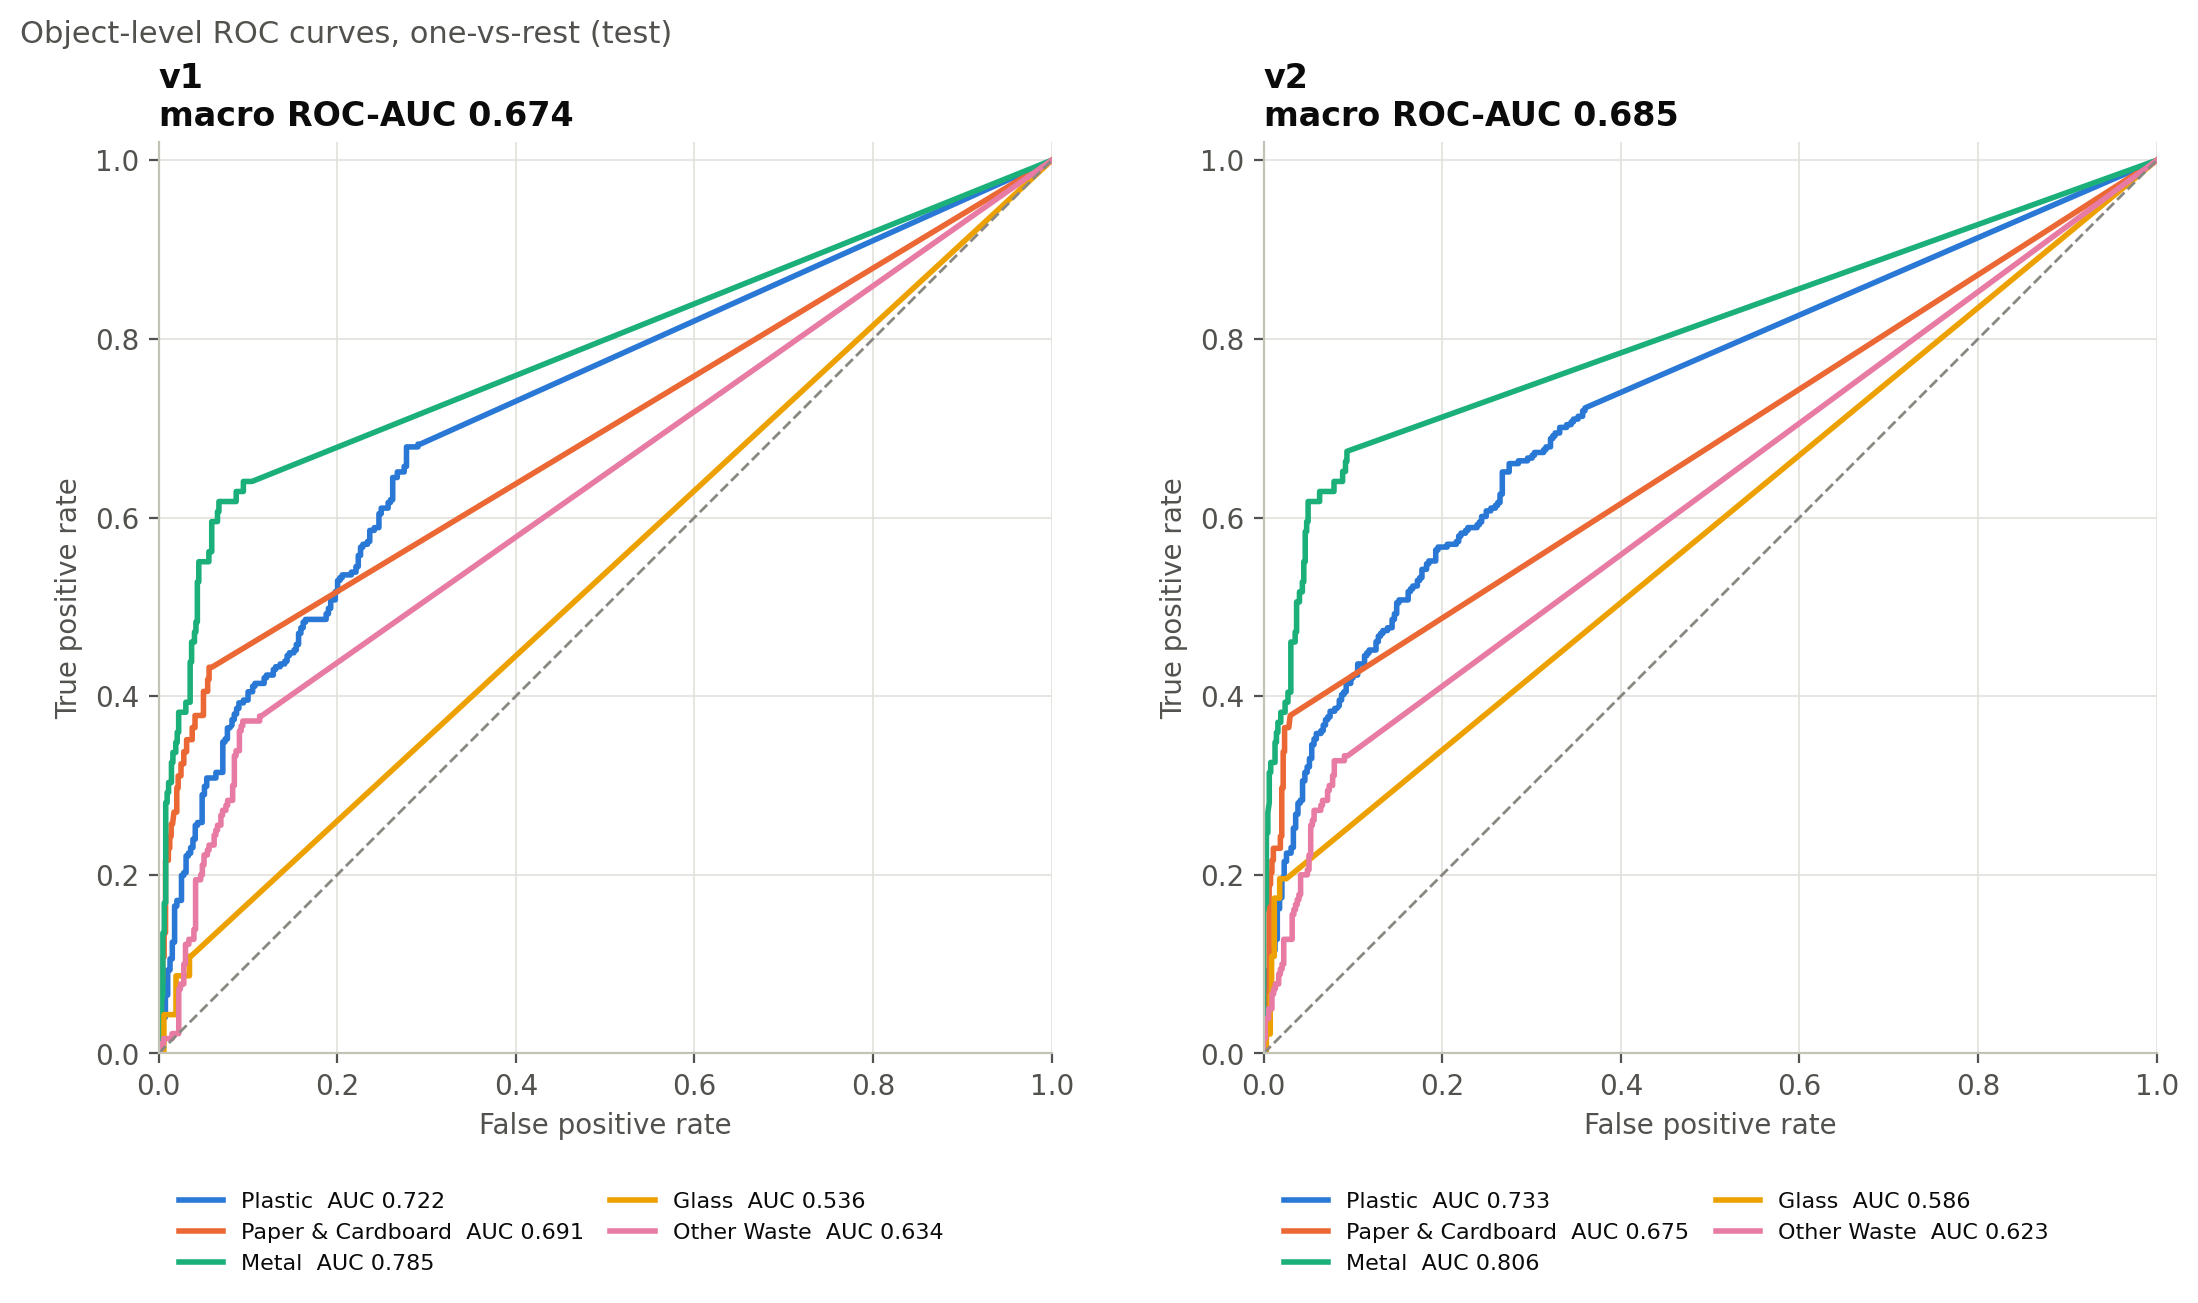 Object-level ROC curves, one-vs-rest (test)
v1
macro ROC-AUC 0.674
1.0
0.8
0.6
0.4
0.2
0.0
True positive rate
0.0 0.2 0.4 0.6 0.8 1.0
False positive rate
Plastic AUC 0.722
Paper & Cardboard AUC 0.691
Metal AUC 0.785
Glass AUC 0.536
Other Waste AUC 0.634
v2
macro ROC-AUC 0.685
1.0
0.8
0.6
0.4
0.2
0.0
True positive rate
0.0 0.2 0.4 0.6 0.8 1.0
False positive rate
Plastic AUC 0.733
Paper & Cardboard AUC 0.675
Metal AUC 0.806
Glass AUC 0.586
Other Waste AUC 0.623